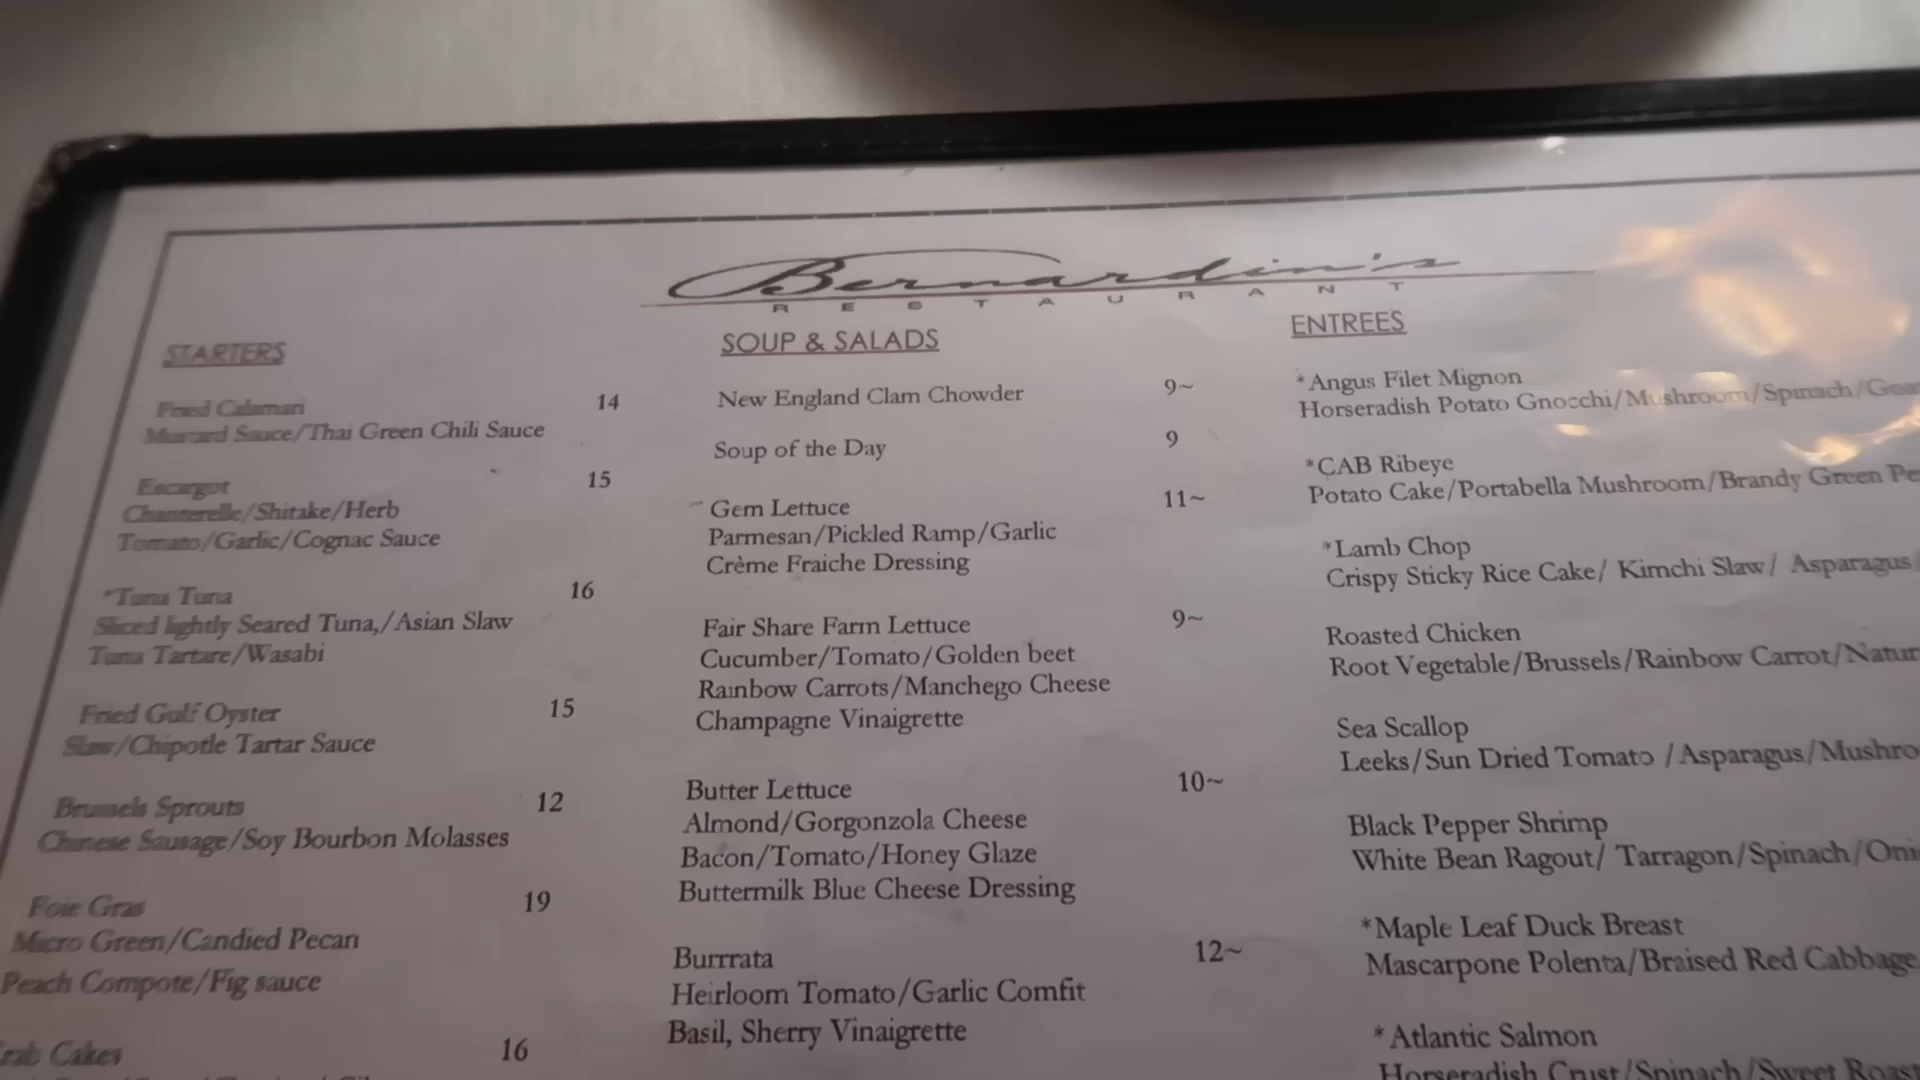 Bernardin's
RESTAURANT
STARTERS
Fried Calamari 14
Mustard Sauce/Thai Green Chili Sauce
Escargot 15
Chanterelle/Shitake/Herb
Tomato/Garlic/Cognac Sauce
*Tuna Tuna 16
Sliced lightly Seared Tuna,/Asian Slaw
Tuna Tartare/Wasabi
Fried Gulf Oyster 15
Slaw/Chipotle Tartar Sauce
Brussels Sprouts 12
Chinese Sausage/Soy Bourbon Molasses
Foie Gras 19
Micro Green/Candied Pecan
Peach Compote/Fig sauce
Cakes 16
SOUP & SALADS
New England Clam Chowder 9~
Soup of the Day 9
Gem Lettuce 11~
Parmesan/Pickled Ramp/Garlic
Crème Fraiche Dressing
Fair Share Farm Lettuce 9~
Cucumber/Tomato/Golden beet
Rainbow Carrots/Manchego Cheese
Champagne Vinaigrette
Butter Lettuce 10~
Almond/Gorgonzola Cheese
Bacon/Tomato/Honey Glaze
Buttermilk Blue Cheese Dressing
Burrrata 12~
Heirloom Tomato/Garlic Comfit
Basil, Sherry Vinaigrette
ENTREES
*Angus Filet Mignon
Horseradish Potato Gnocchi/Mushroom/Spinach/
*CAB Ribeye
Potato Cake/Portabella Mushroom/Brandy Green
*Lamb Chop
Crispy Sticky Rice Cake/ Kimchi Slaw/ Asparagus/
Roasted Chicken
Root Vegetable/Brussels/Rainbow Carrot/
Sea Scallop
Leeks/Sun Dried Tomato /Asparagus/
Black Pepper Shrimp
White Bean Ragout/ Tarragon/Spinach/
*Maple Leaf Duck Breast
Mascarpone Polenta/Braised Red Cabbage
*Atlantic Salmon
Horseradish Crust/Spinach/Sweet